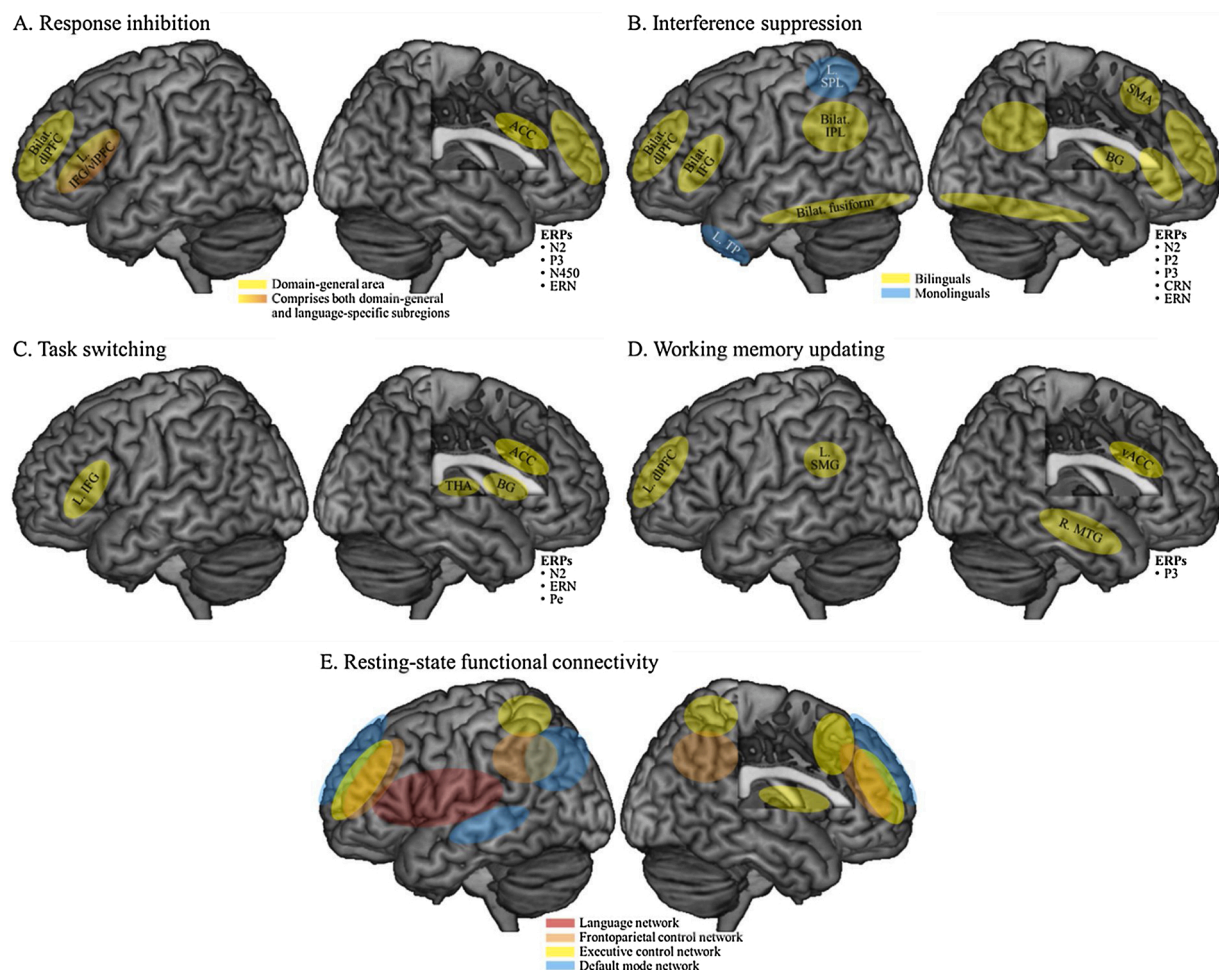 A. Response inhibition
Bilat.
dlPFC
L.
IFG/vlPFC
ACC
ERPs
• N2
• P3
• N450
• ERN
Domain-general area
Comprises both domain-general
and language-specific subregions
B. Interference suppression
L.
SPL
Bilat.
dlPFC
Bilat.
IFG
Bilat.
IPL
Bilat. fusiform
L. TP
SMA
BG
ERPs
• N2
• P2
• P3
• CRN
• ERN
Bilinguals
Monolinguals
C. Task switching
L. IFG
ACC
THA
BG
ERPs
• N2
• ERN
• Pe
D. Working memory updating
L. dlPFC
L.
SMG
vACC
R. MTG
ERPs
• P3
E. Resting-state functional connectivity
Language network
Frontoparietal control network
Executive control network
Default mode network